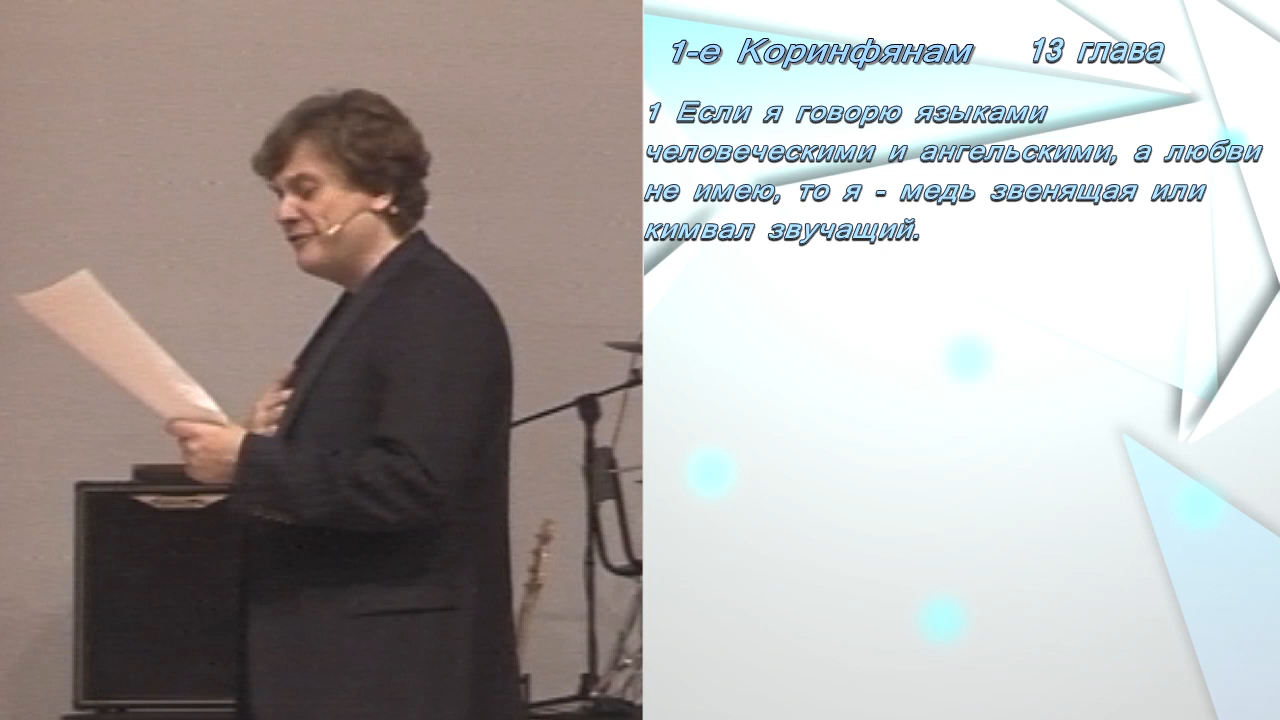 1-е Коринфянам 13 глава
1 Если я говорю языками
человеческими и ангельскими, а любви
не имею, то я - медь звенящая или
кимвал звучащий.